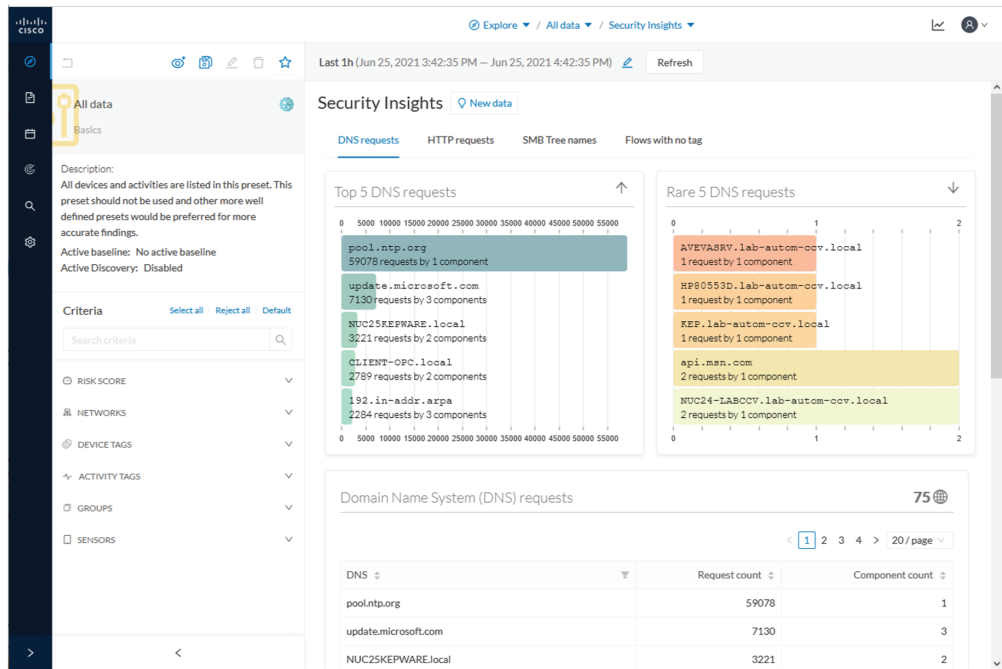 cisco
Explore / All data / Security Insights
Last 1h (Jun 25, 2021 3:42:35 PM — Jun 25, 2021 4:42:35 PM) Refresh
All data
Basics
Description:
All devices and activities are listed in this preset. This
preset should not be used and other more well
defined presets would be preferred for more
accurate findings.
Active baseline: No active baseline
Active Discovery: Disabled
Criteria Select all Reject all Default
Search criteria
RISK SCORE
NETWORKS
DEVICE TAGS
ACTIVITY TAGS
GROUPS
SENSORS
Security Insights New data
DNS requests HTTP requests SMB Tree names Flows with no tag
Top 5 DNS requests
0 5000 10000 15000 20000 25000 30000 35000 40000 45000 50000 55000
pool.ntp.org
59078 requests by 1 component
update.microsoft.com
7130 requests by 3 components
NUC25KEPWARE.local
3221 requests by 2 components
CLIENT-OPC.local
2789 requests by 2 components
192.in-addr.arpa
2284 requests by 3 components
0 5000 10000 15000 20000 25000 30000 35000 40000 45000 50000 55000
Rare 5 DNS requests
0 1 2
AVEVASRV.lab-autom-ccv.local
1 request by 1 component
HP80553D.lab-autom-ccv.local
1 request by 1 component
KEP.lab-autom-ccv.local
1 request by 1 component
api.msn.com
2 requests by 1 component
NUC24-LABCCV.lab-autom-ccv.local
2 requests by 1 component
0 1 2
Domain Name System (DNS) requests 75
< 1 2 3 4 > 20 / page
DNS Request count Component count
pool.ntp.org 59078 1
update.microsoft.com 7130 3
NUC25KEPWARE.local 3221 2